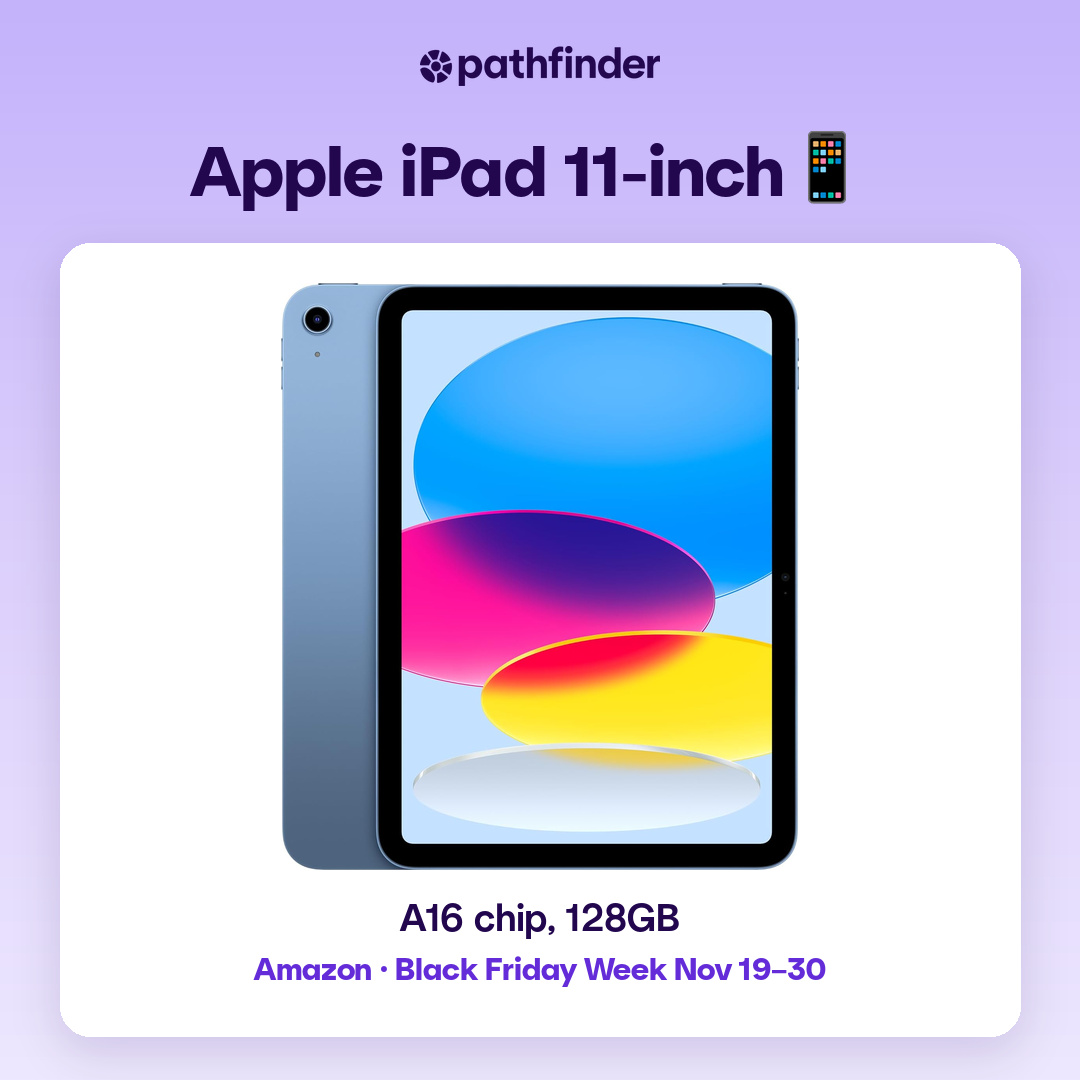 pathfinder
Apple iPad 11-inch 📱
A16 chip, 128GB
Amazon · Black Friday Week Nov 19–30